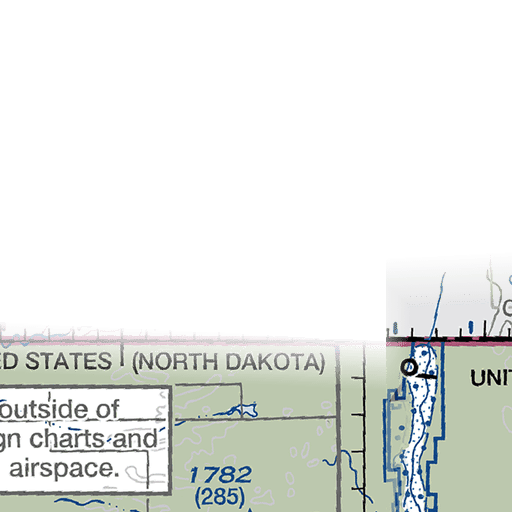 ED STATES (NORTH DAKOTA)
UNIT
outside of
gn charts and
airspace.
1782
(285)